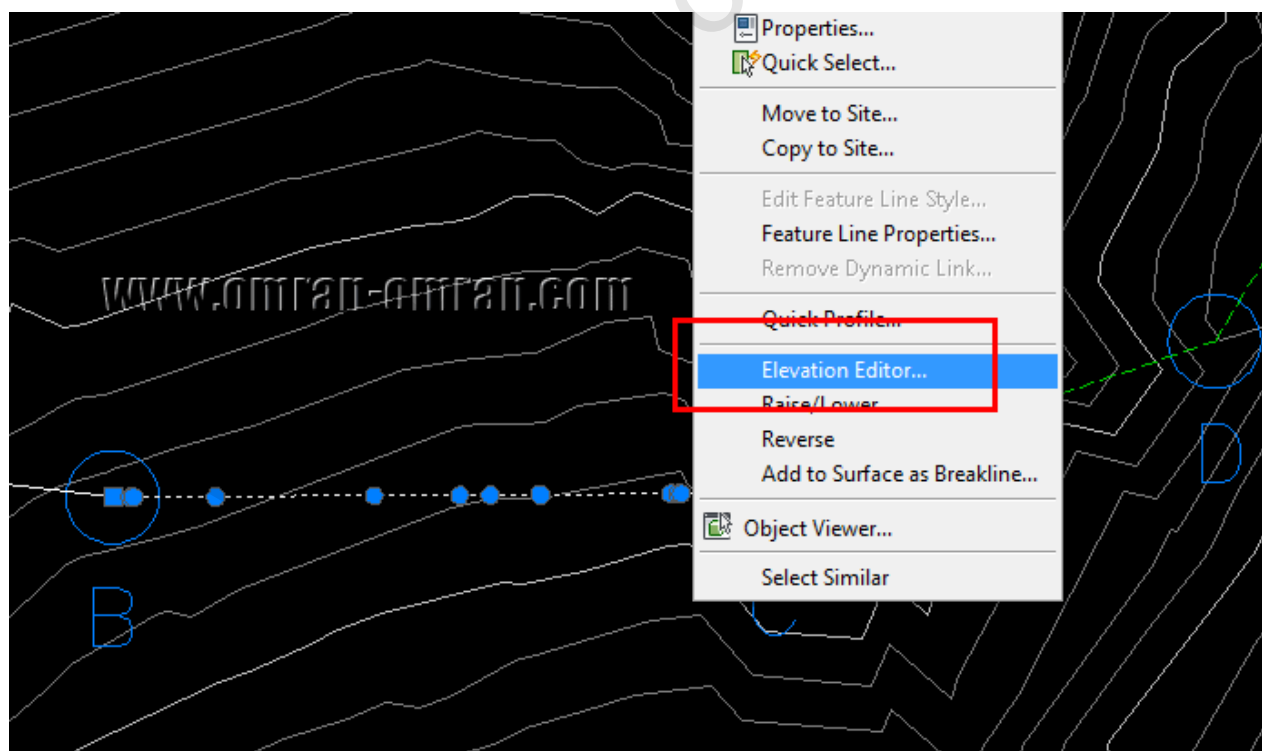 Properties...
Quick Select...
Move to Site...
Copy to Site...
Edit Feature Line Style...
Feature Line Properties...
Remove Dynamic Link...
www.omran-omran.com
Quick Profile...
Elevation Editor...
Raise/Lower
Reverse
Add to Surface as Breakline...
D
Object Viewer...
Select Similar
B